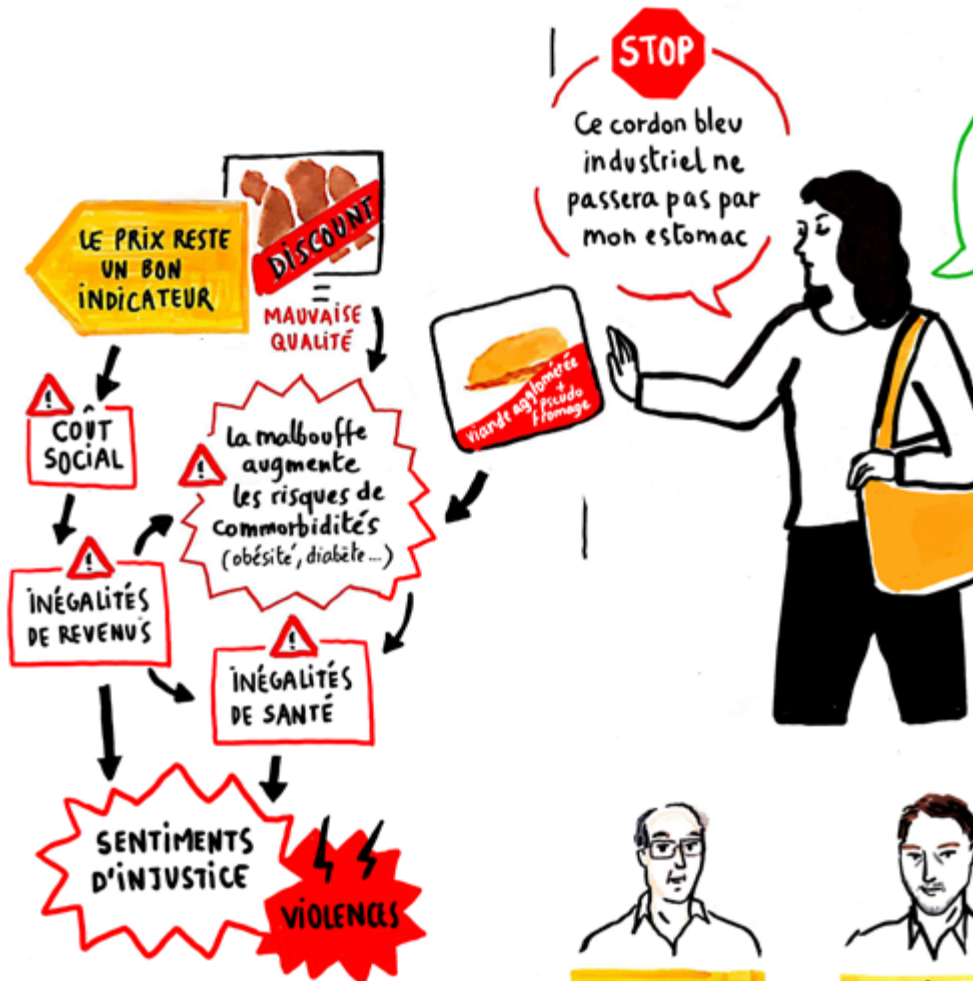 STOP
Ce cordon bleu
industriel ne
passera pas par
mon estomac
LE PRIX RESTE
UN BON
INDICATEUR
DISCOUNT
=
MAUVAISE
QUALITÉ
viande agglomérée
+
pseudo
fromage
COÛT
SOCIAL
La malbouffe
augmente
les risques de
commorbidités
(obésité, diabète...)
INÉGALITÉS
DE REVENUS
INÉGALITÉS
DE SANTÉ
SENTIMENTS
D'INJUSTICE
VIOLENCES